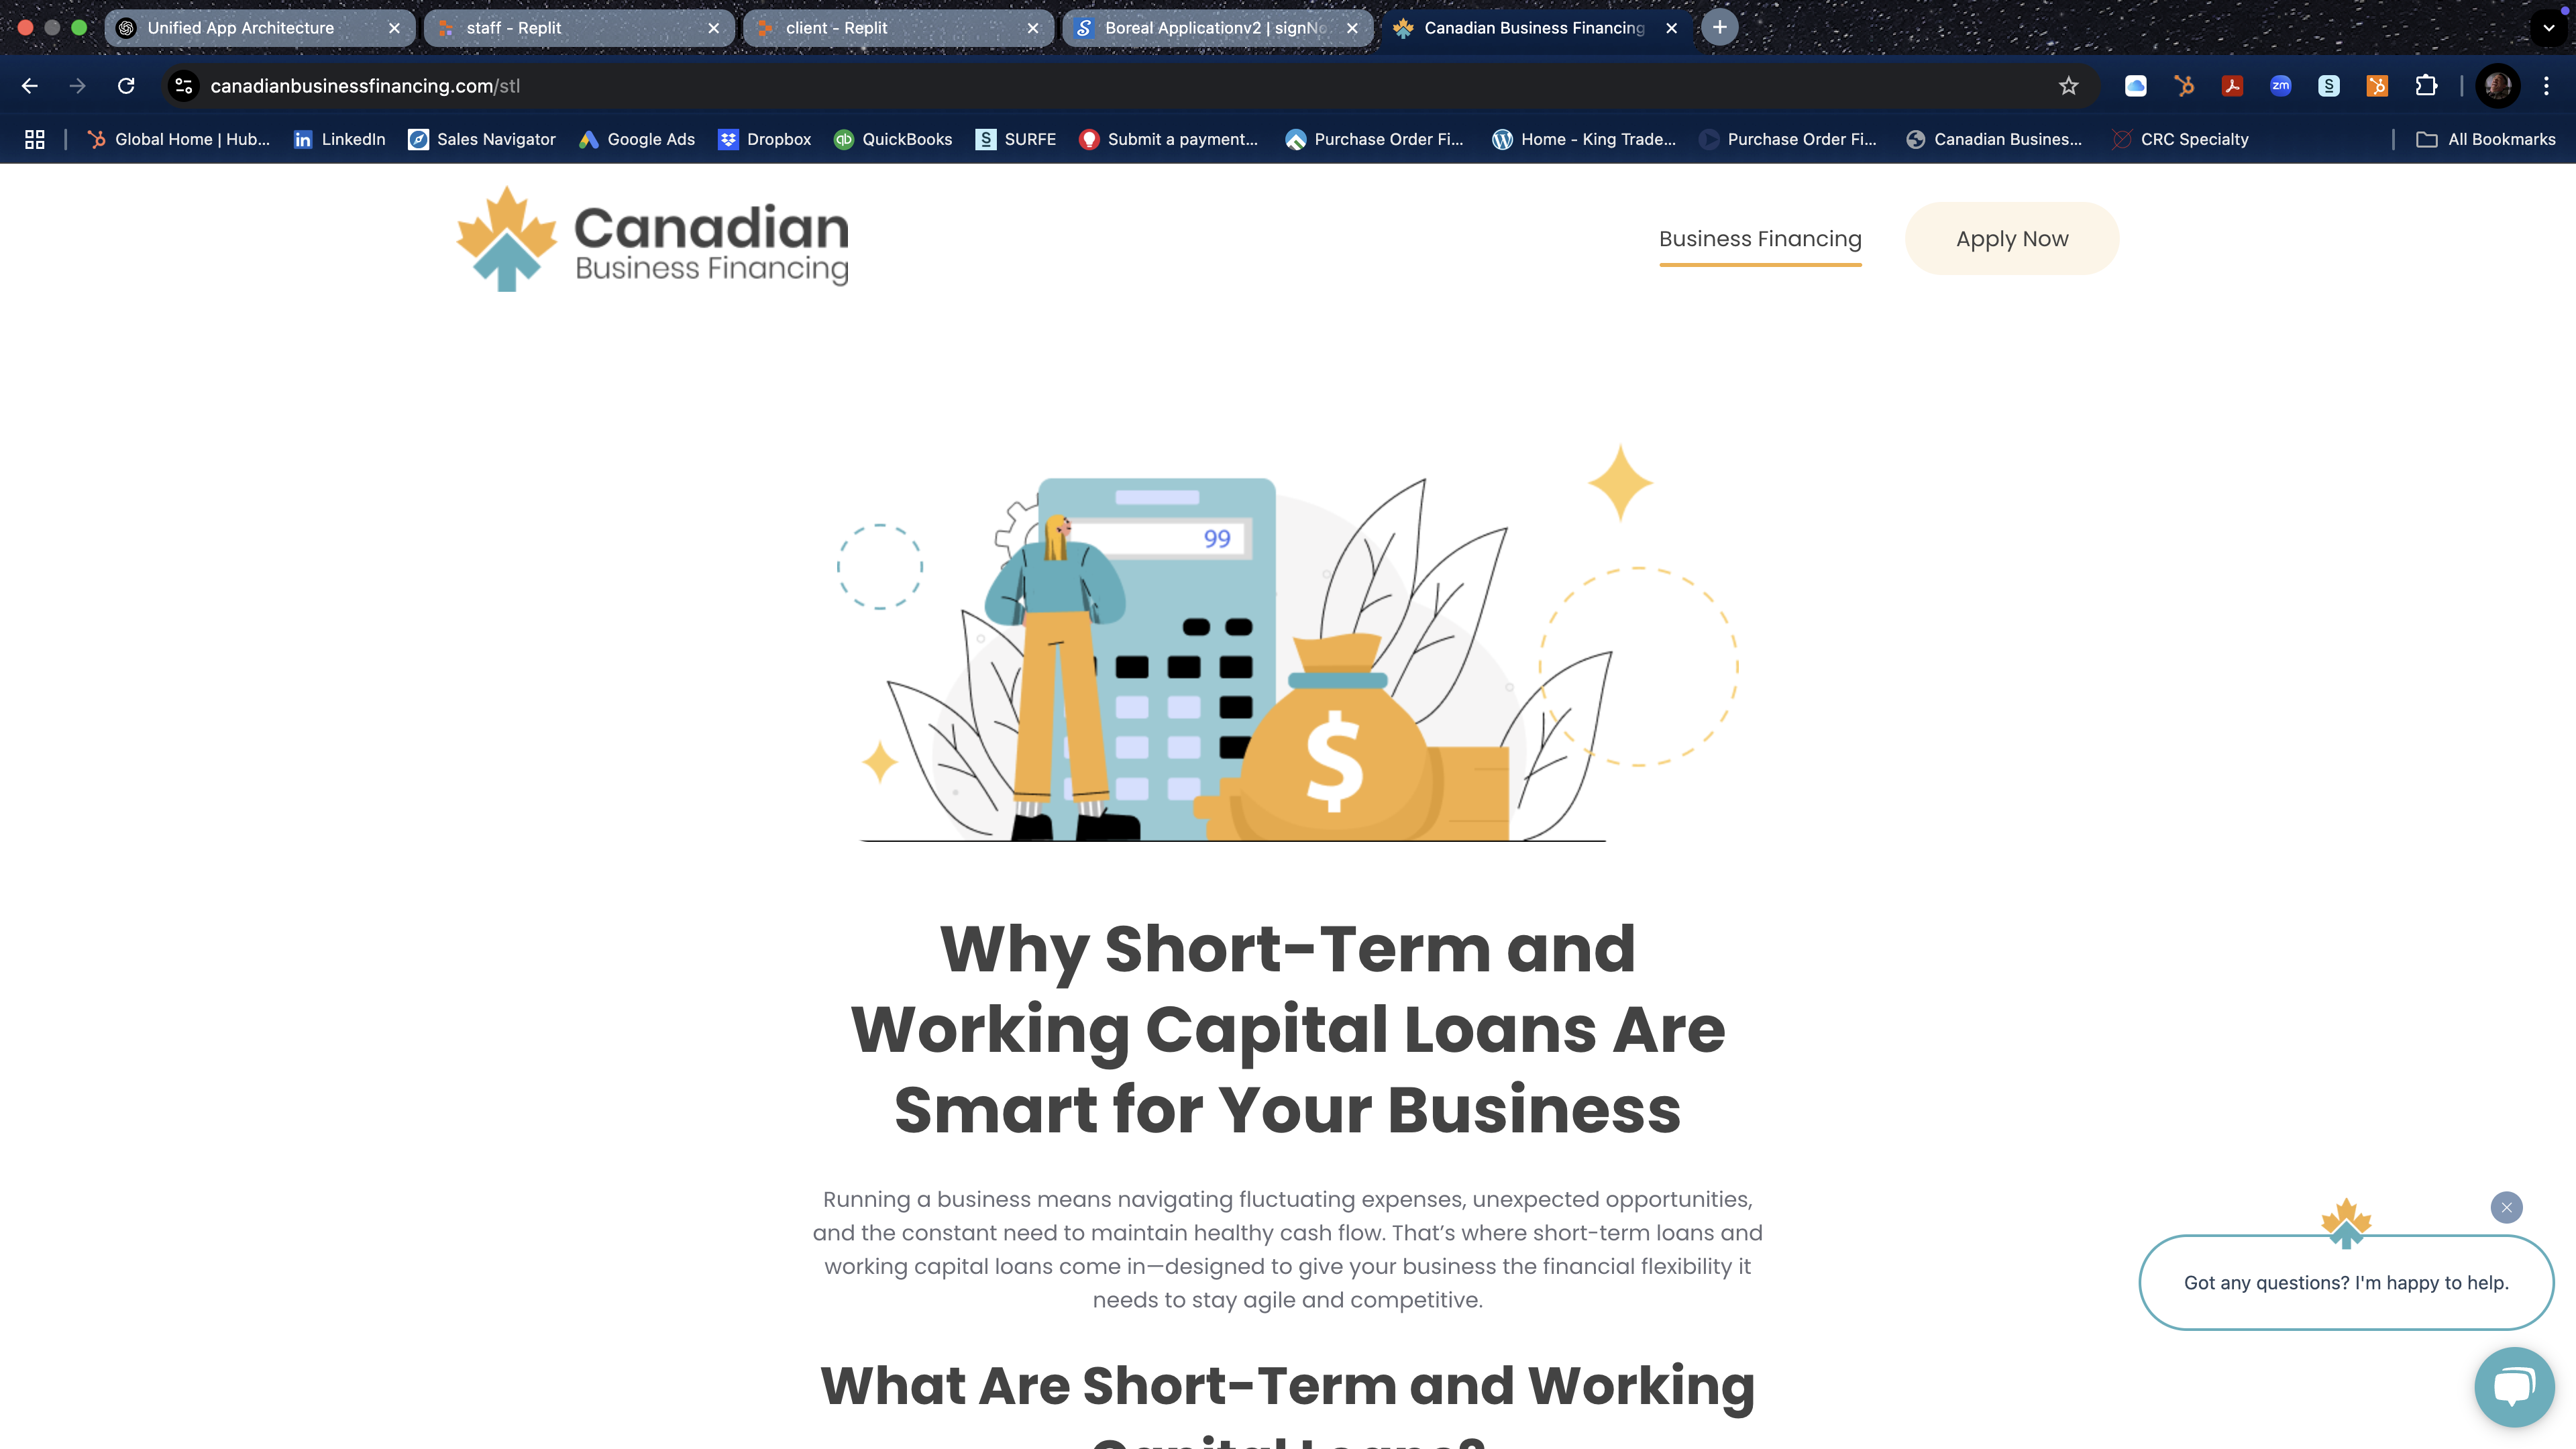 Unified App Architecture
staff - Replit
client - Replit
Boreal Applicationv2 | signNo
Canadian Business Financing
canadianbusinessfinancing.com/stl
Global Home | Hub...
LinkedIn
Sales Navigator
Google Ads
Dropbox
QuickBooks
SURFE
Submit a payment...
Purchase Order Fi...
Home - King Trade...
Purchase Order Fi...
Canadian Busines...
CRC Specialty
All Bookmarks
Canadian
Business Financing
Business Financing
Apply Now
99
$
Why Short-Term and
Working Capital Loans Are
Smart for Your Business
Running a business means navigating fluctuating expenses, unexpected opportunities,
and the constant need to maintain healthy cash flow. That’s where short-term loans and
working capital loans come in—designed to give your business the financial flexibility it
needs to stay agile and competitive.
Got any questions? I'm happy to help.
What Are Short-Term and Working
Capital Loans?